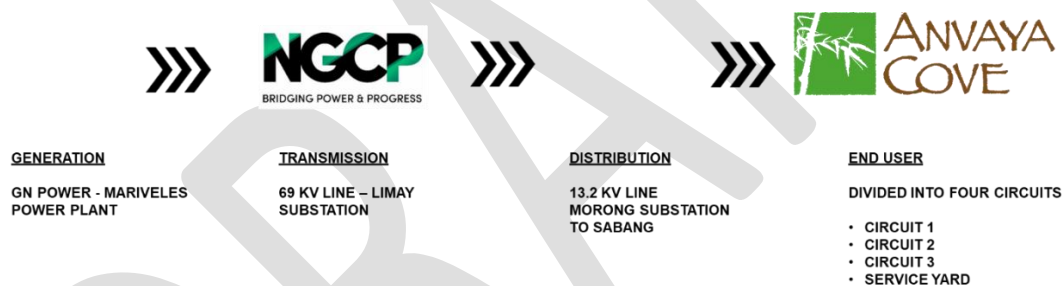 NGCP
BRIDGING POWER & PROGRESS
ANVAYA
COVE
GENERATION
GN POWER - MARIVELES
POWER PLANT
TRANSMISSION
69 KV LINE – LIMAY
SUBSTATION
DISTRIBUTION
13.2 KV LINE
MORONG SUBSTATION
TO SABANG
END USER
DIVIDED INTO FOUR CIRCUITS
• CIRCUIT 1
• CIRCUIT 2
• CIRCUIT 3
• SERVICE YARD